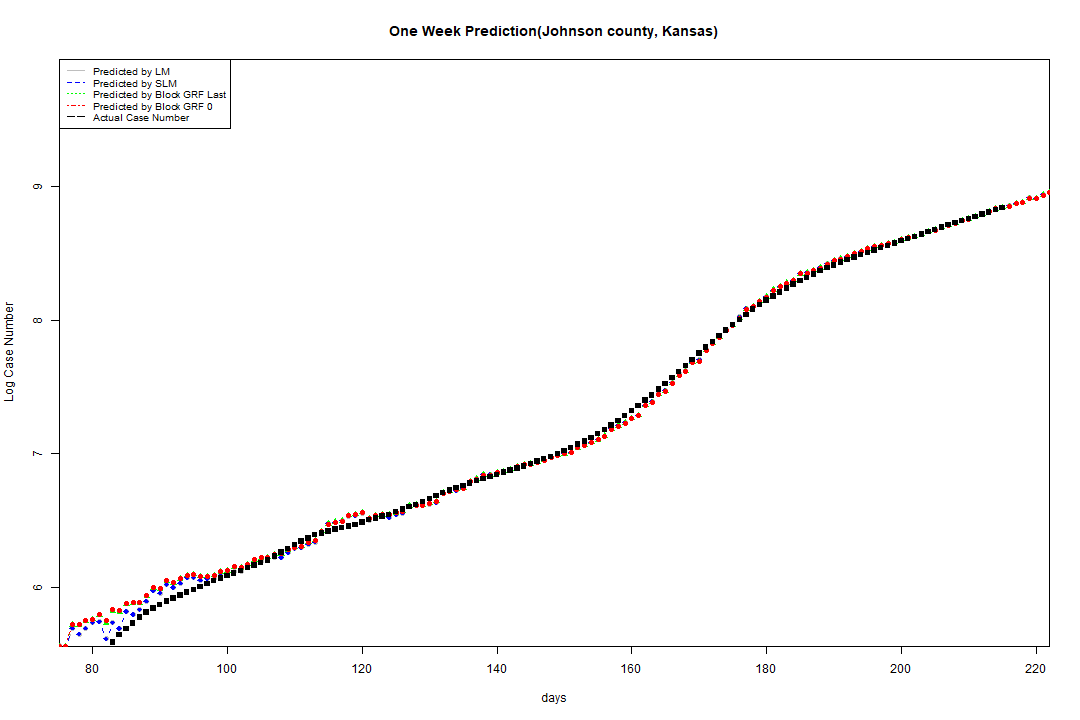 One Week Prediction(Johnson county, Kansas)
Predicted by LM
Predicted by SLM
Predicted by Block GRF Last
Predicted by Block GRF 0
Actual Case Number
9
8
7
6
Log Case Number
80 100 120 140 160 180 200 220
days